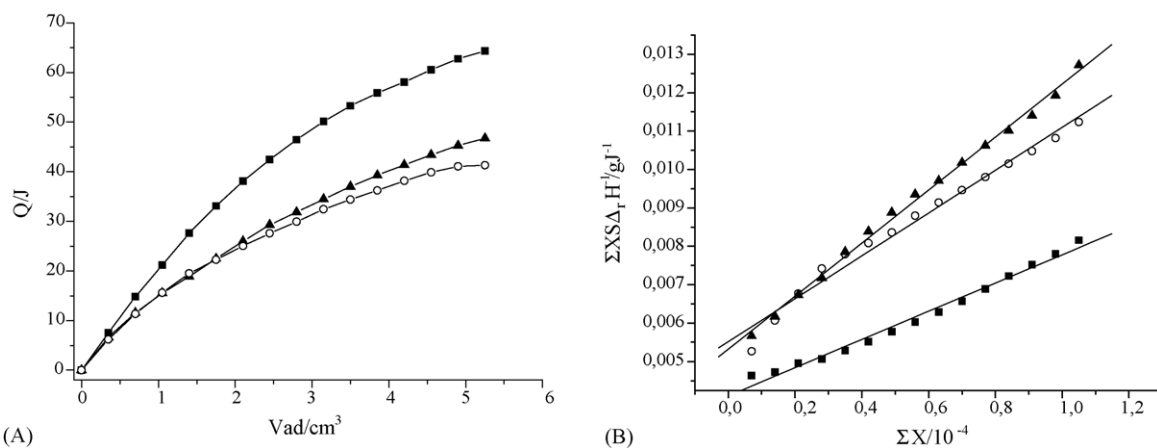 70
60
50
40
30
20
10
0
Q/J
0 1 2 3 4 5 6
Vad/cm³
(A)
0,013
0,012
0,011
0,010
0,009
0,008
0,007
0,006
0,005
ΣXSΔᵣH⁻¹/gJ⁻¹
0,0 0,2 0,4 0,6 0,8 1,0 1,2
ΣX/10⁻⁴
(B)